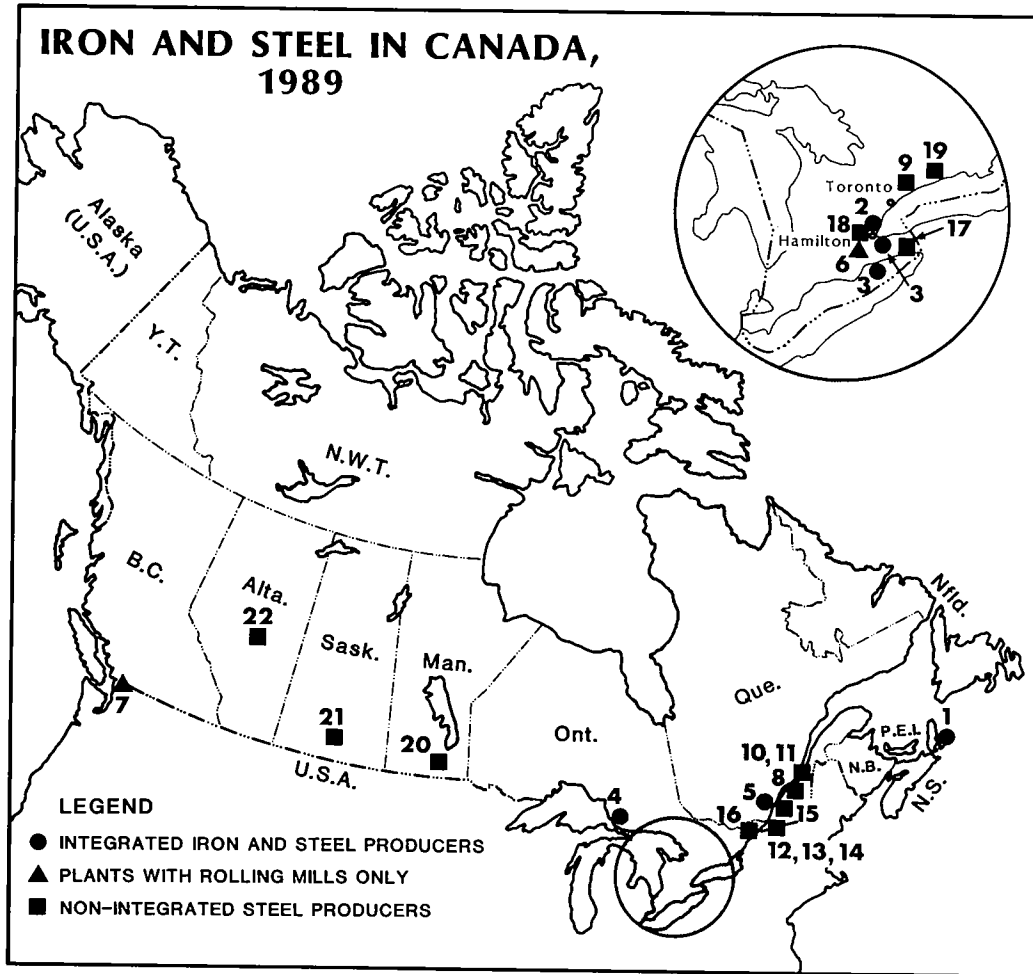 IRON AND STEEL IN CANADA,
1989
Alaska
(U.S.A.)
Y.T.
N.W.T.
B.C.
Alta.
22
Sask.
Man.
7
21
20
U.S.A.
Ont.
Que.
Nfld.
P.E.I.
1
N.B.
N.S.
10, 11
8
5
4
16
15
12, 13, 14
9
19
Toronto
2
18
17
Hamilton
6
3
3
LEGEND
INTEGRATED IRON AND STEEL PRODUCERS
PLANTS WITH ROLLING MILLS ONLY
NON-INTEGRATED STEEL PRODUCERS